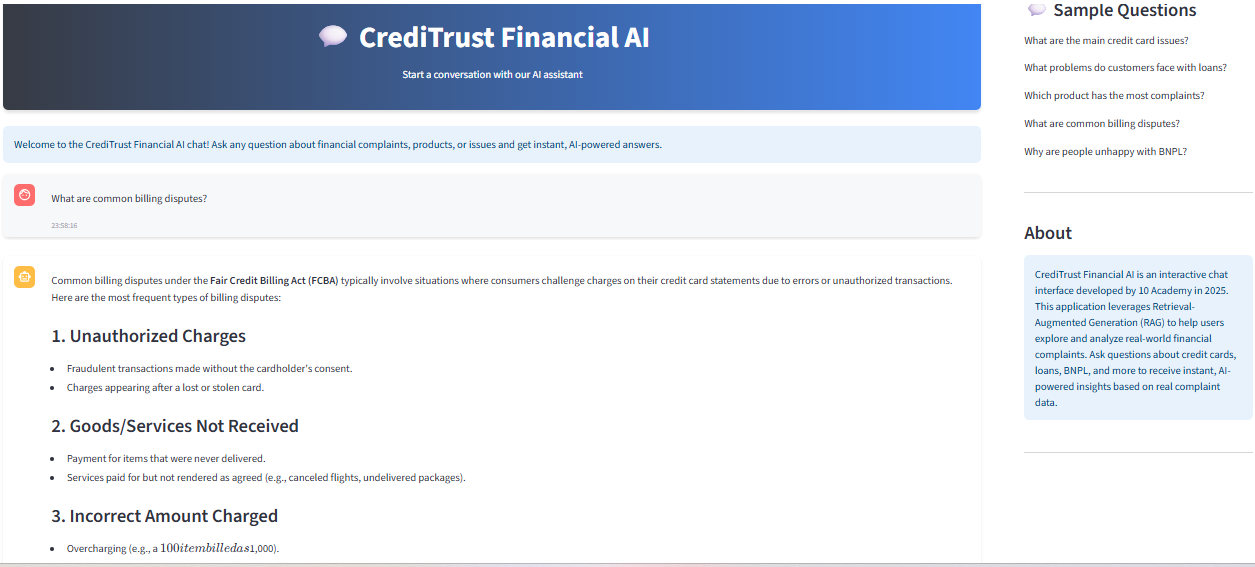 CrediTrust Financial AI
Start a conversation with our AI assistant
Welcome to the CrediTrust Financial AI chat! Ask any question about financial complaints, products, or issues and get instant, AI-powered answers.
What are common billing disputes?
23:58:16
Common billing disputes under the Fair Credit Billing Act (FCBA) typically involve situations where consumers challenge charges on their credit card statements due to errors or unauthorized transactions.
Here are the most frequent types of billing disputes:
1. Unauthorized Charges
Fraudulent transactions made without the cardholder's consent.
Charges appearing after a lost or stolen card.
2. Goods/Services Not Received
Payment for items that were never delivered.
Services paid for but not rendered as agreed (e.g., canceled flights, undelivered packages).
3. Incorrect Amount Charged
Overcharging (e.g., a 100itembilledas1,000).
Sample Questions
What are the main credit card issues?
What problems do customers face with loans?
Which product has the most complaints?
What are common billing disputes?
Why are people unhappy with BNPL?
About
CrediTrust Financial AI is an interactive chat
interface developed by 10 Academy in 2025.
This application leverages Retrieval-
Augmented Generation (RAG) to help users
explore and analyze real-world financial
complaints. Ask questions about credit cards,
loans, BNPL, and more to receive instant, AI-
powered insights based on real complaint
data.